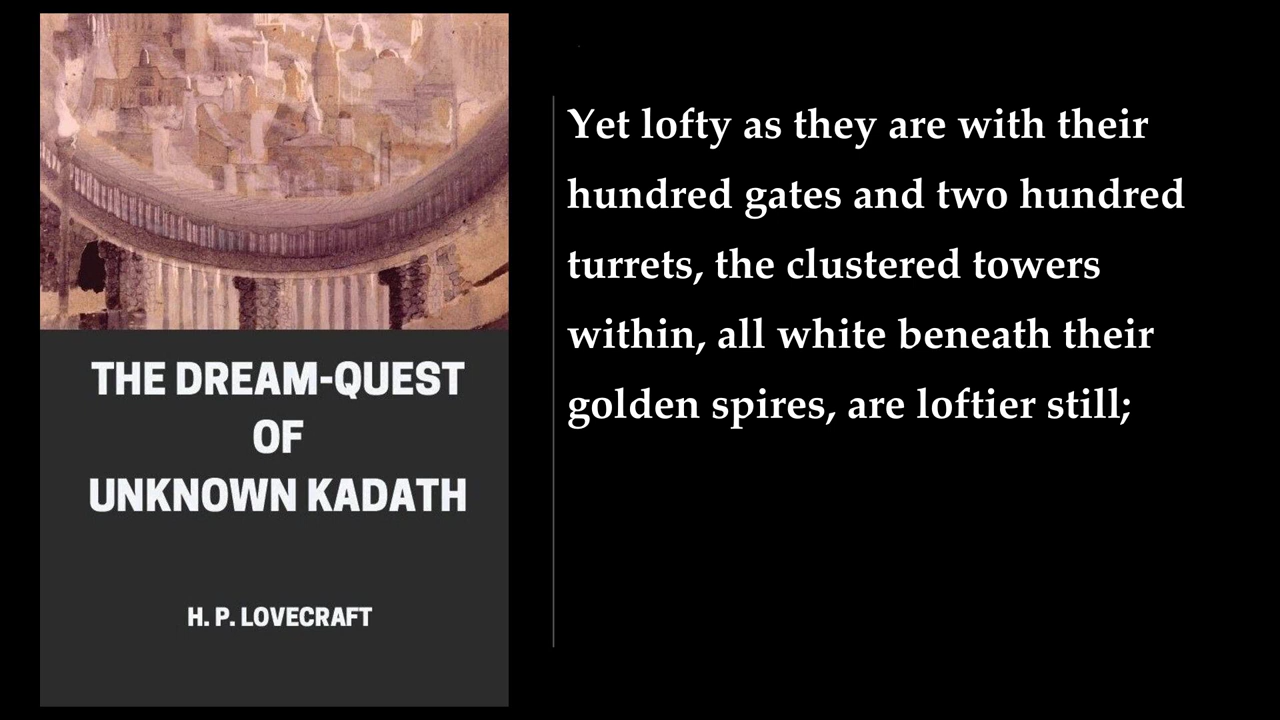 THE DREAM-QUEST
OF
UNKNOWN KADATH
H. P. LOVECRAFT
Yet lofty as they are with their
hundred gates and two hundred
turrets, the clustered towers
within, all white beneath their
golden spires, are loftier still;